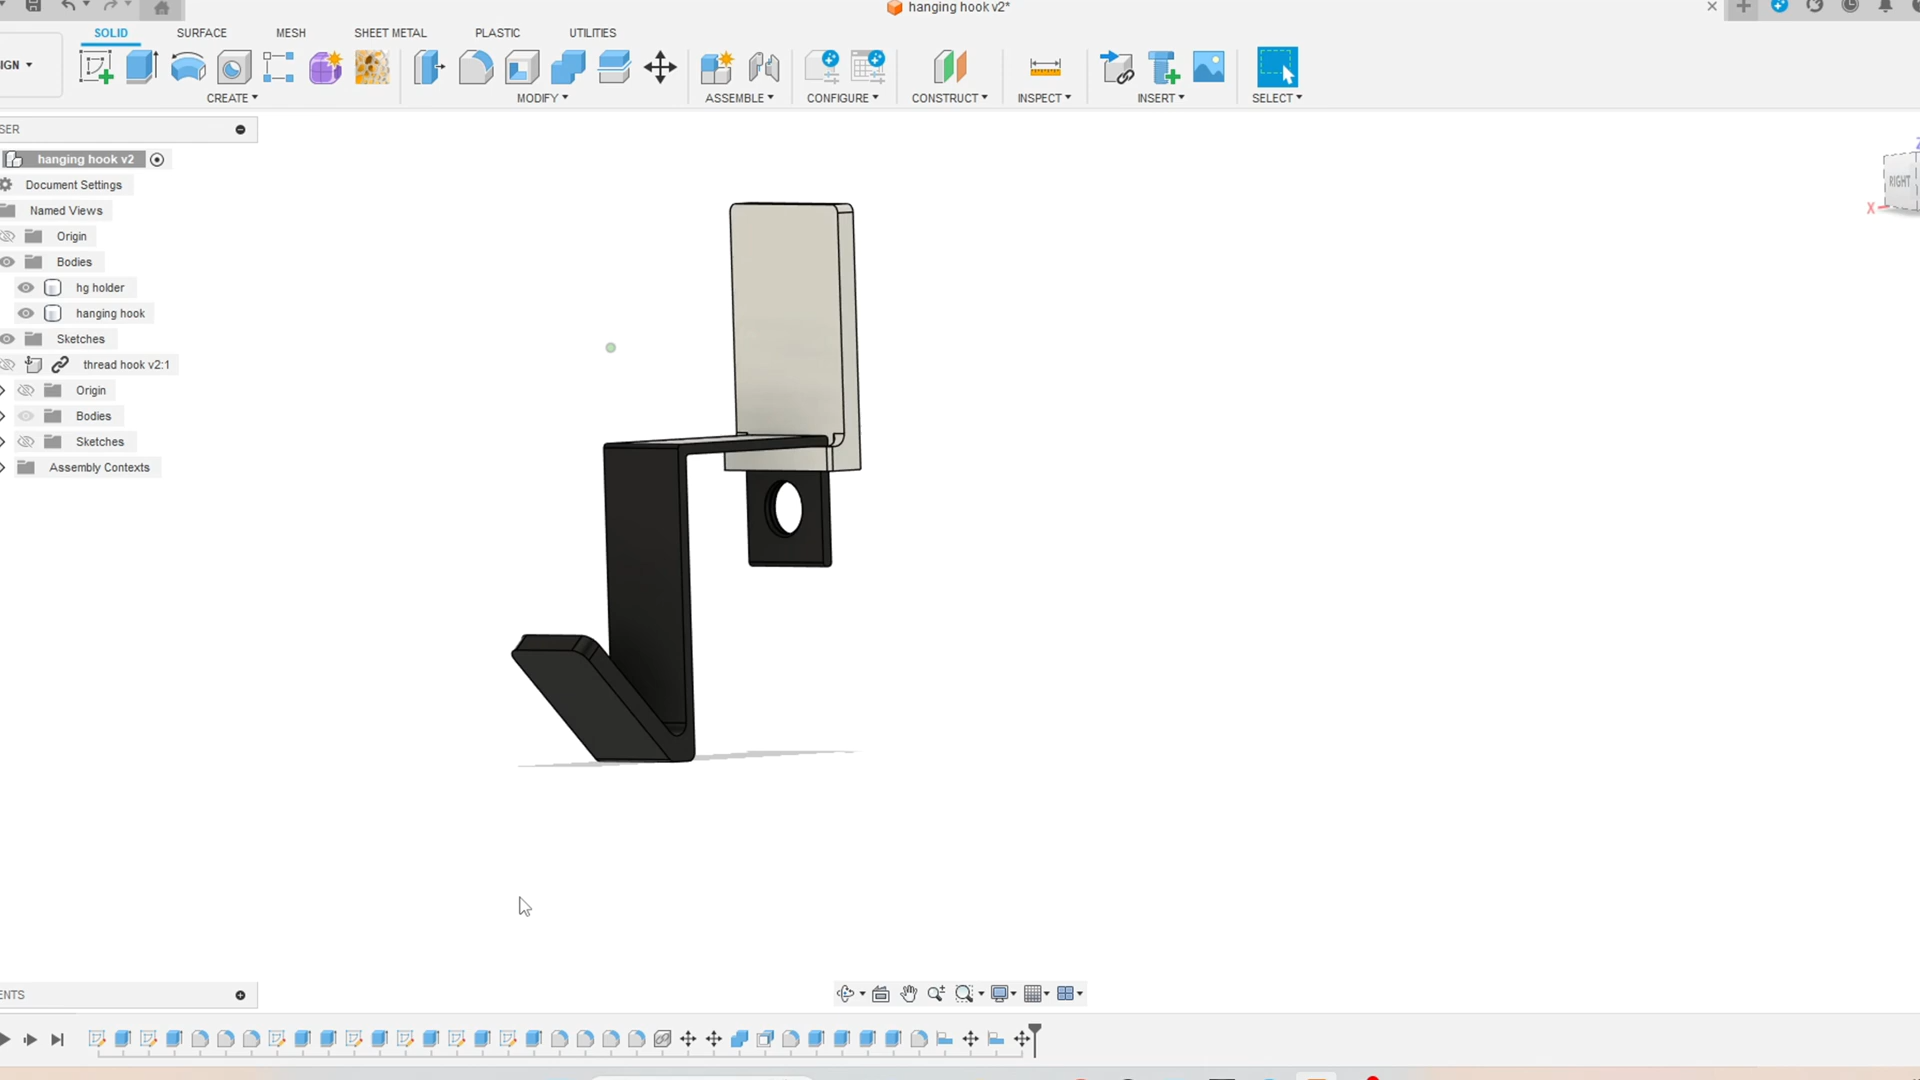 hanging hook v2*
SOLID SURFACE MESH SHEET METAL PLASTIC UTILITIES
IGN
CREATE MODIFY ASSEMBLE CONFIGURE CONSTRUCT INSPECT INSERT SELECT
SER
hanging hook v2
Document Settings
Named Views
Origin
Bodies
hg holder
hanging hook
Sketches
thread hook v2:1
Origin
Bodies
Sketches
Assembly Contexts
RIGHT
X
Z
ENTS